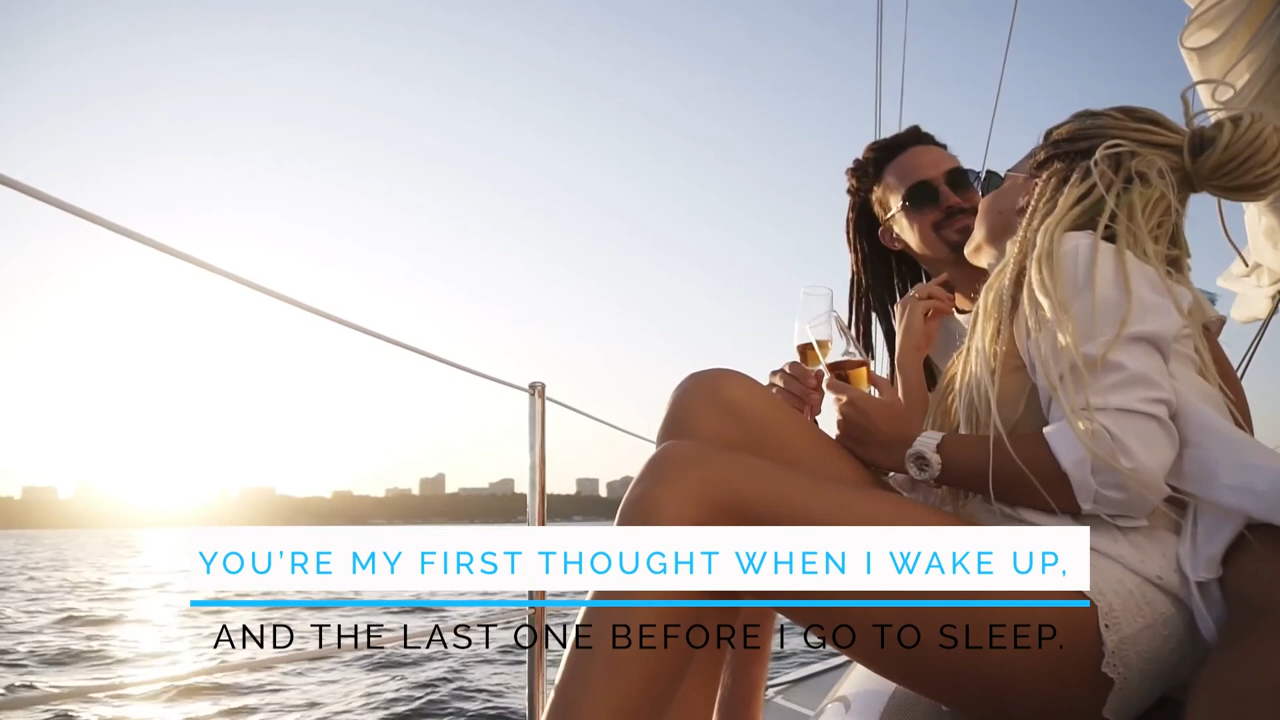 YOU’RE MY FIRST THOUGHT WHEN I WAKE UP,
AND THE LAST ONE BEFORE I GO TO SLEEP.